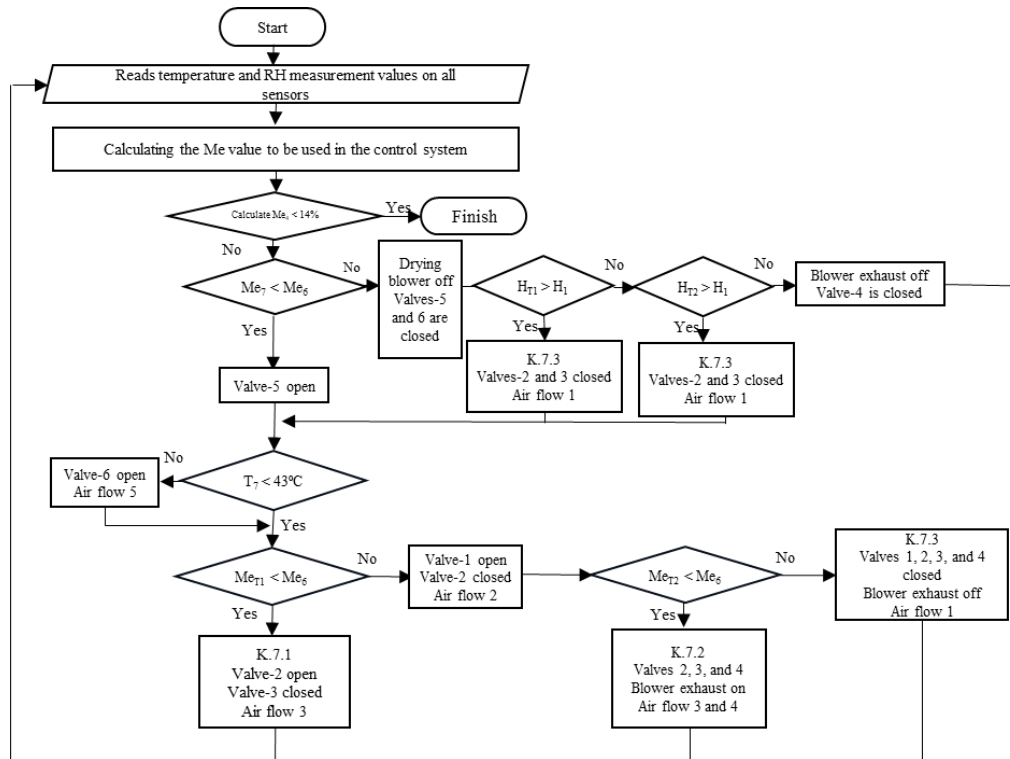 Start
Reads temperature and RH measurement values on all
sensors
Calculating the Me value to be used in the control system
Calculate Me₆ < 14%
Yes
Finish
No
Me₇ < Me₆
No
Drying
blower off
Valves-5
and 6 are
closed
H_T1 > H₁
No
H_T2 > H₁
No
Blower exhaust off
Valve-4 is closed
Yes
Yes
Yes
K.7.3
Valves-2 and 3 closed
Air flow 1
K.7.3
Valves-2 and 3 closed
Air flow 1
Valve-5 open
T₇ < 43ºC
No
Valve-6 open
Air flow 5
Yes
Me_T1 < Me₆
No
Valve-1 open
Valve-2 closed
Air flow 2
Me_T2 < Me₆
No
K.7.3
Valves 1, 2, 3, and 4
closed
Blower exhaust off
Air flow 1
Yes
Yes
K.7.1
Valve-2 open
Valve-3 closed
Air flow 3
K.7.2
Valves 2, 3, and 4
Blower exhaust on
Air flow 3 and 4